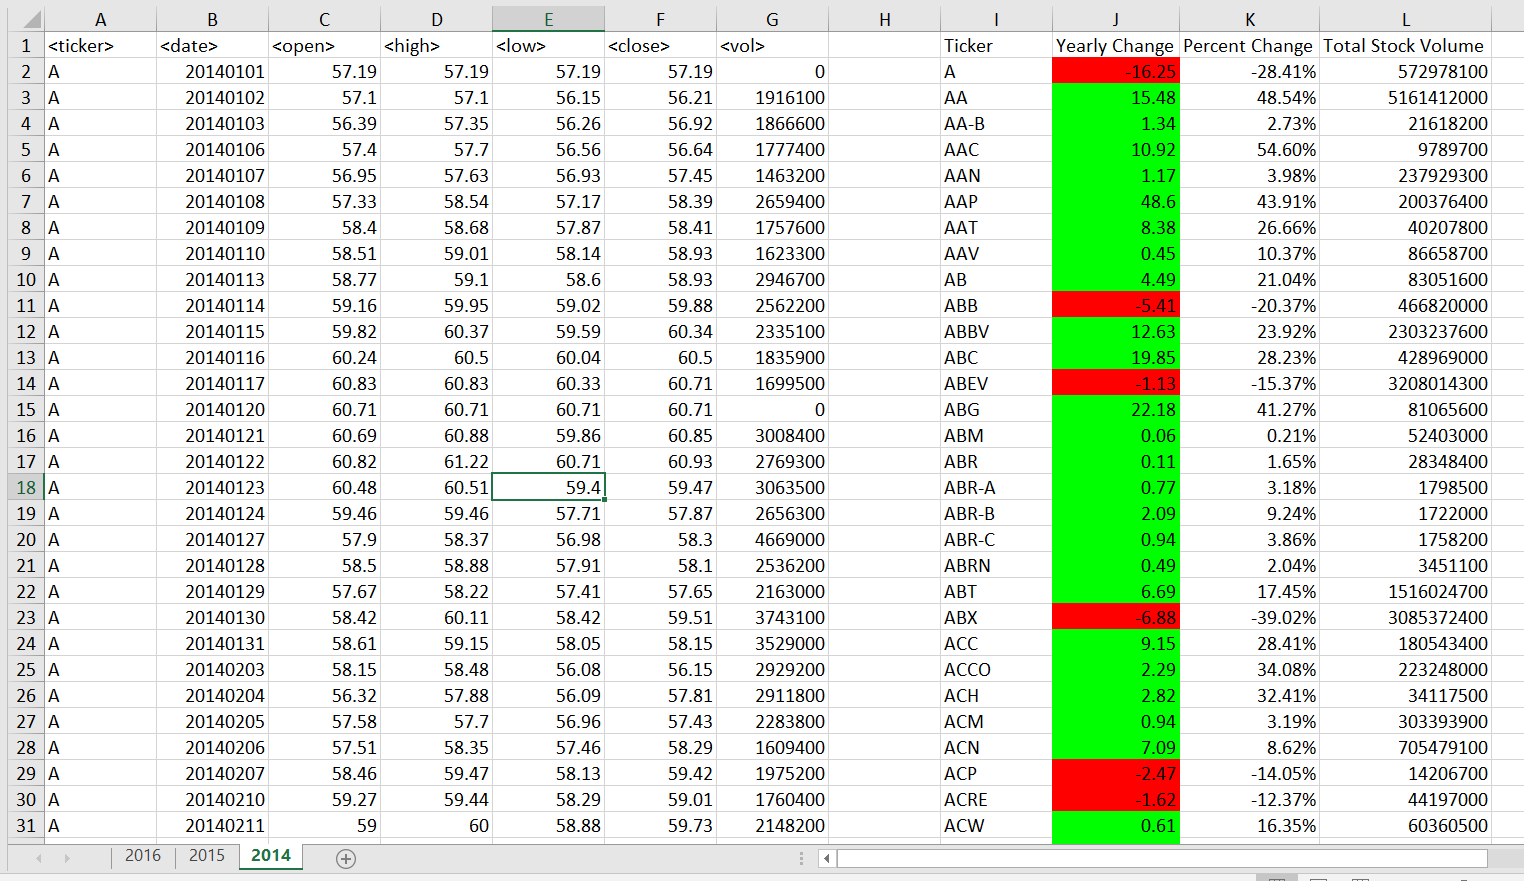 A B C D E F G H I J K L
1 <ticker> <date> <open> <high> <low> <close> <vol> Ticker Yearly Change Percent Change Total Stock Volume
2 A 20140101 57.19 57.19 57.19 57.19 0 A -16.25 -28.41% 572978100
3 A 20140102 57.1 57.1 56.15 56.21 1916100 AA 15.48 48.54% 5161412000
4 A 20140103 56.39 57.35 56.26 56.92 1866600 AA-B 1.34 2.73% 21618200
5 A 20140106 57.4 57.7 56.56 56.64 1777400 AAC 10.92 54.60% 9789700
6 A 20140107 56.95 57.63 56.93 57.45 1463200 AAN 1.17 3.98% 237929300
7 A 20140108 57.33 58.54 57.17 58.39 2659400 AAP 48.6 43.91% 200376400
8 A 20140109 58.4 58.68 57.87 58.41 1757600 AAT 8.38 26.66% 40207800
9 A 20140110 58.51 59.01 58.14 58.93 1623300 AAV 0.45 10.37% 86658700
10 A 20140113 58.77 59.1 58.6 58.93 2946700 AB 4.49 21.04% 83051600
11 A 20140114 59.16 59.95 59.02 59.88 2562200 ABB -5.41 -20.37% 466820000
12 A 20140115 59.82 60.37 59.59 60.34 2335100 ABBV 12.63 23.92% 2303237600
13 A 20140116 60.24 60.5 60.04 60.5 1835900 ABC 19.85 28.23% 428969000
14 A 20140117 60.83 60.83 60.33 60.71 1699500 ABEV -1.13 -15.37% 3208014300
15 A 20140120 60.71 60.71 60.71 60.71 0 ABG 22.18 41.27% 81065600
16 A 20140121 60.69 60.88 59.86 60.85 3008400 ABM 0.06 0.21% 52403000
17 A 20140122 60.82 61.22 60.71 60.93 2769300 ABR 0.11 1.65% 28348400
18 A 20140123 60.48 60.51 59.4 59.47 3063500 ABR-A 0.77 3.18% 1798500
19 A 20140124 59.46 59.46 57.71 57.87 2656300 ABR-B 2.09 9.24% 1722000
20 A 20140127 57.9 58.37 56.98 58.3 4669000 ABR-C 0.94 3.86% 1758200
21 A 20140128 58.5 58.88 57.91 58.1 2536200 ABRN 0.49 2.04% 3451100
22 A 20140129 57.67 58.22 57.41 57.65 2163000 ABT 6.69 17.45% 1516024700
23 A 20140130 58.42 60.11 58.42 59.51 3743100 ABX -6.88 -39.02% 3085372400
24 A 20140131 58.61 59.15 58.05 58.15 3529000 ACC 9.15 28.41% 180543400
25 A 20140203 58.15 58.48 56.08 56.15 2929200 ACCO 2.29 34.08% 223248000
26 A 20140204 56.32 57.88 56.09 57.81 2911800 ACH 2.82 32.41% 34117500
27 A 20140205 57.58 57.7 56.96 57.43 2283800 ACM 0.94 3.19% 303393900
28 A 20140206 57.51 58.35 57.46 58.29 1609400 ACN 7.09 8.62% 705479100
29 A 20140207 58.46 59.47 58.13 59.42 1975200 ACP -2.47 -14.05% 14206700
30 A 20140210 59.27 59.44 58.29 59.01 1760400 ACRE -1.62 -12.37% 44197000
31 A 20140211 59 60 58.88 59.73 2148200 ACW 0.61 16.35% 60360500
2016 2015 2014